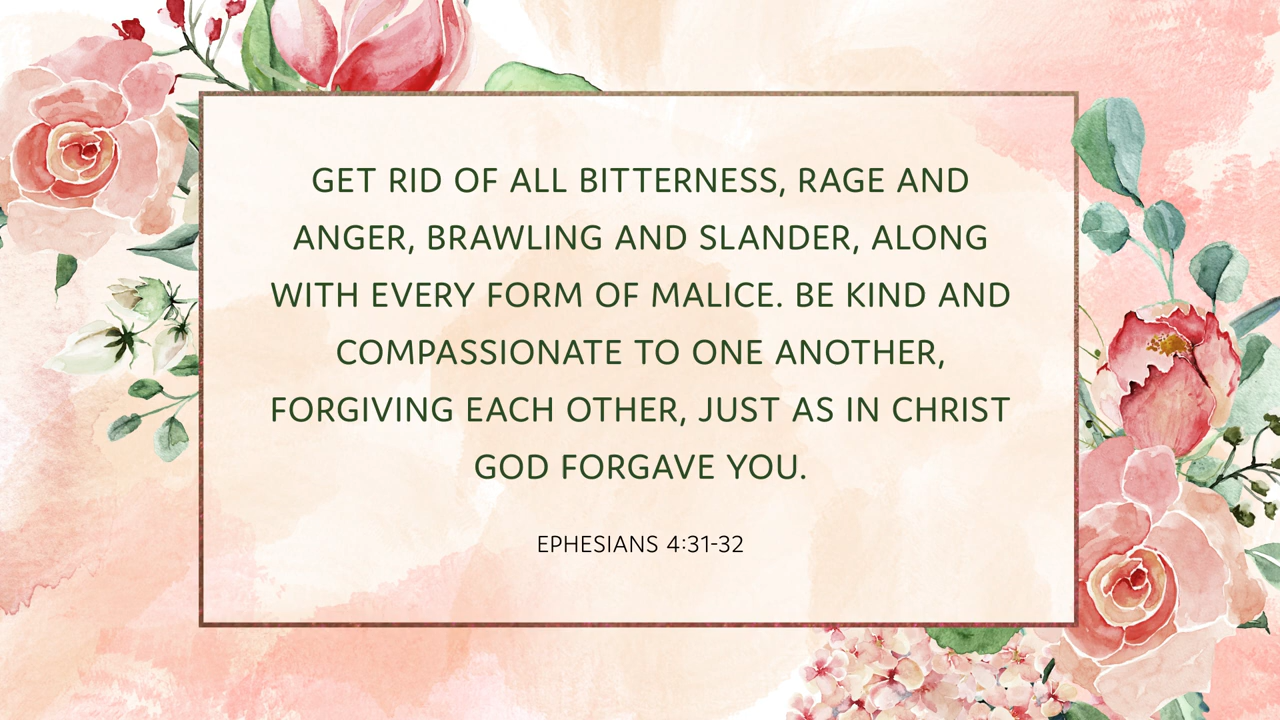 GET RID OF ALL BITTERNESS, RAGE AND
ANGER, BRAWLING AND SLANDER, ALONG
WITH EVERY FORM OF MALICE. BE KIND AND
COMPASSIONATE TO ONE ANOTHER,
FORGIVING EACH OTHER, JUST AS IN CHRIST
GOD FORGAVE YOU.
EPHESIANS 4:31-32